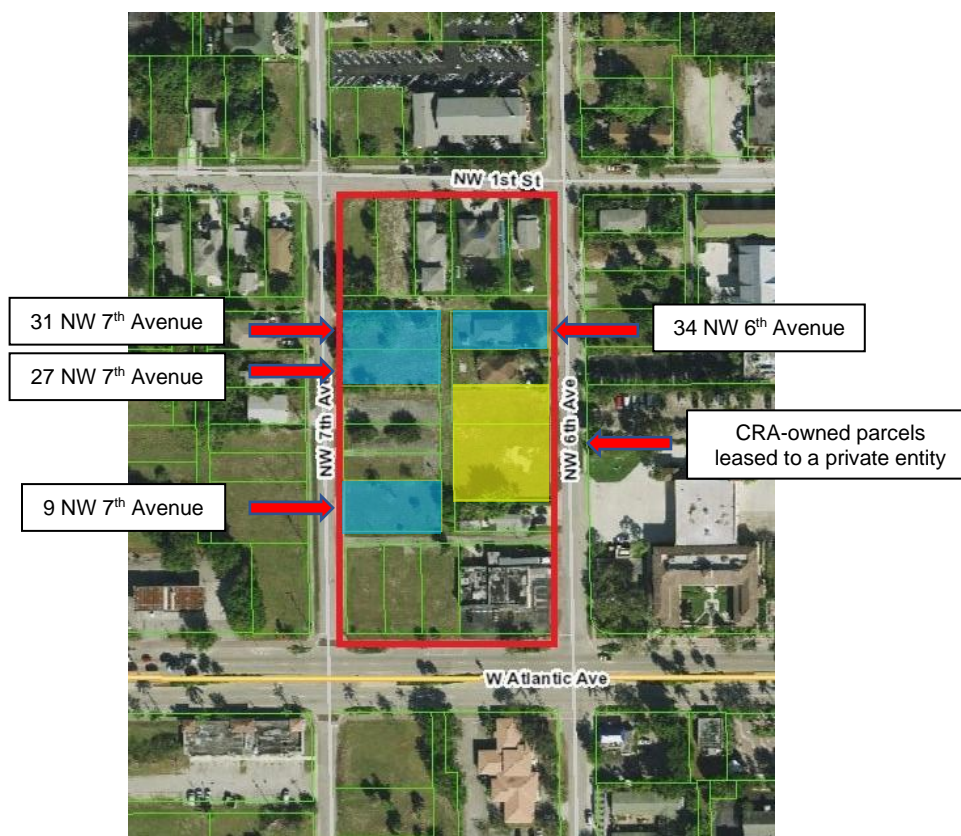 NW 1st St
31 NW 7th Avenue
27 NW 7th Avenue
34 NW 6th Avenue
NW 7th Ave
NW 6th Ave
CRA-owned parcels
leased to a private entity
9 NW 7th Avenue
W Atlantic Ave